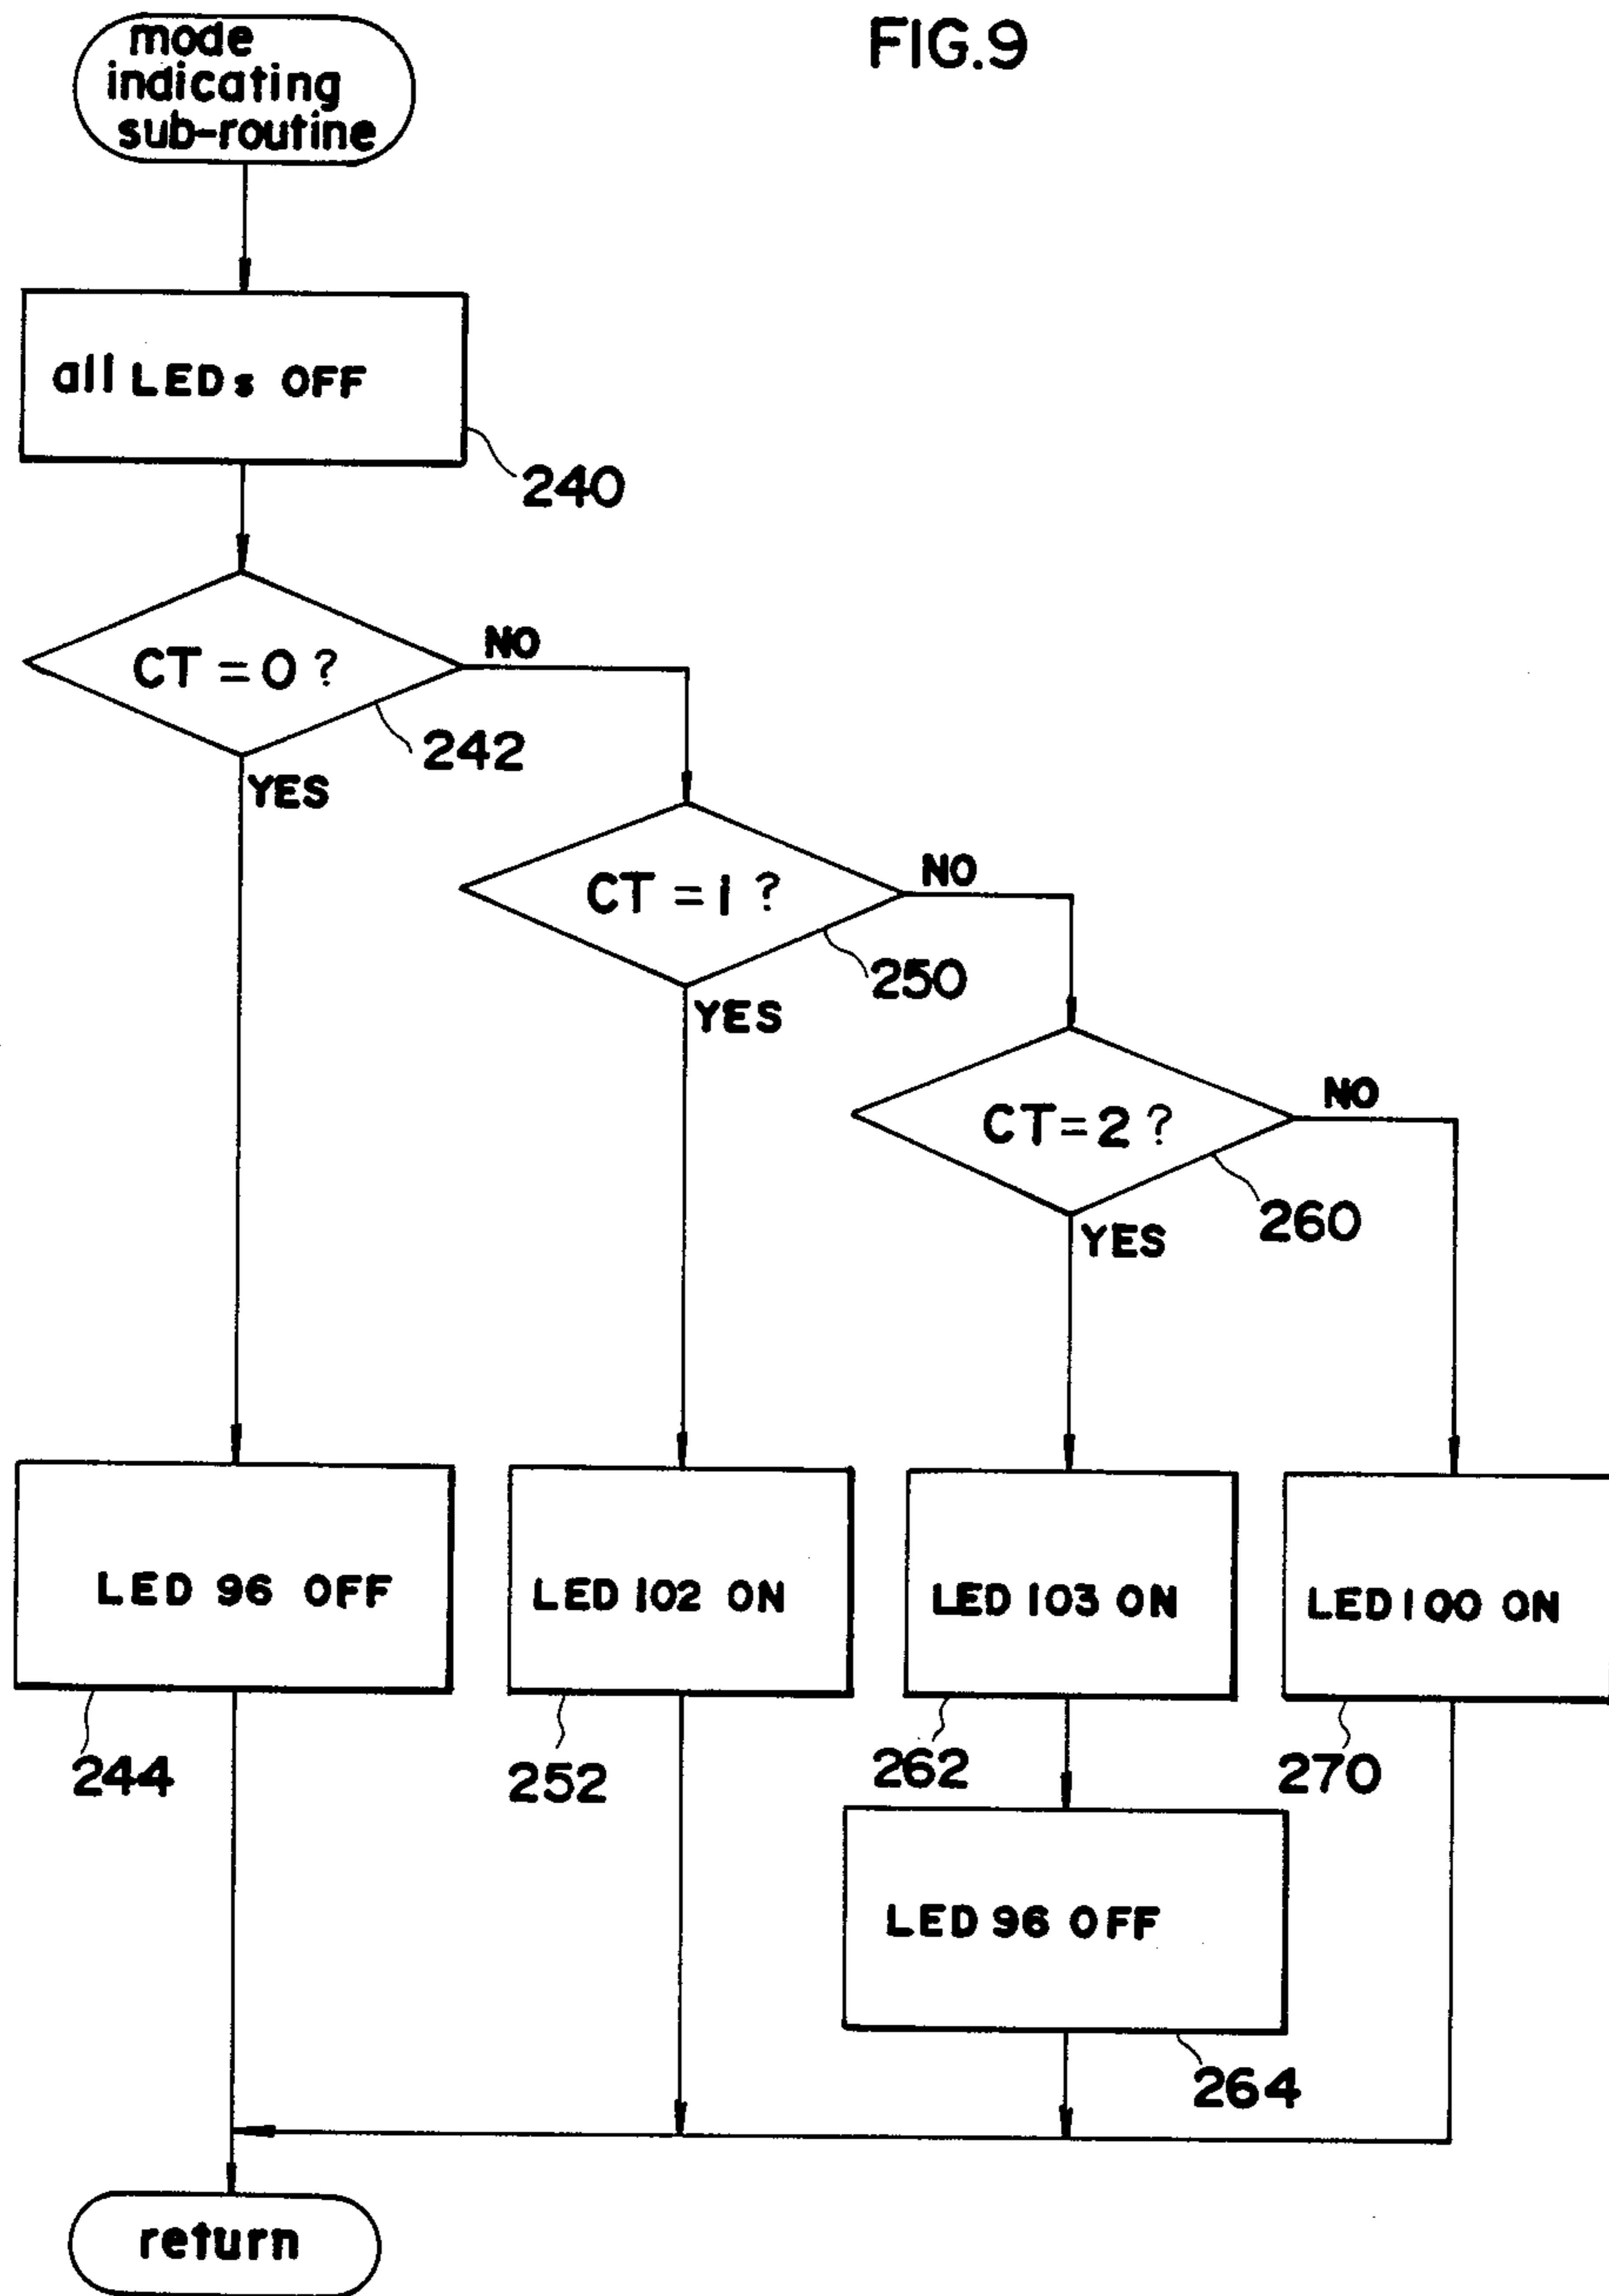 FIG.9
mode
indicating
sub-routine
all LEDs OFF
240
CT = 0 ?
NO
242
YES
CT = 1 ?
NO
250
YES
CT = 2 ?
NO
260
YES
LED 96 OFF
LED 102 ON
LED 103 ON
LED 100 ON
244
252
262
270
LED 96 OFF
264
return